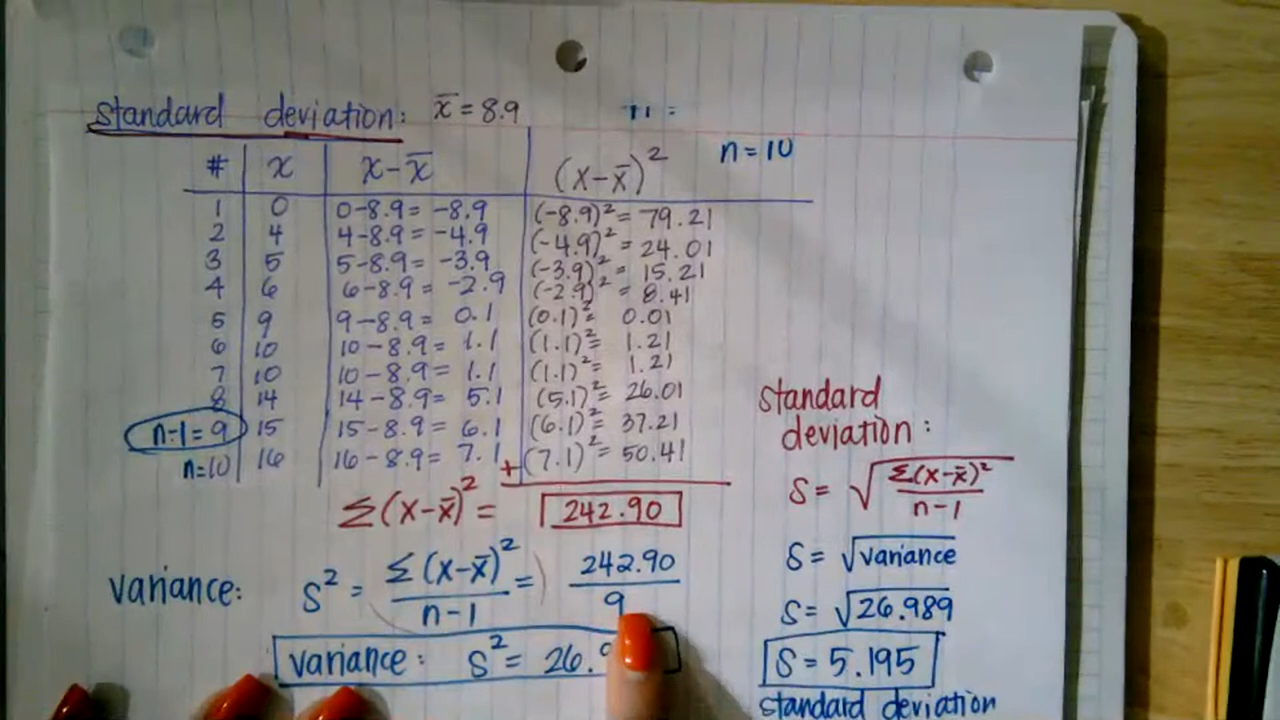 standard deviation: x̄ = 8.9
n =
n = 10
# x x-x̄ (x-x̄)²
1 0 0-8.9= -8.9 (-8.9)²= 79.21
2 4 4-8.9= -4.9 (-4.9)²= 24.01
3 5 5-8.9= -3.9 (-3.9)²= 15.21
4 6 6-8.9= -2.9 (-2.9)²= 8.41
5 9 9-8.9= 0.1 (0.1)²= 0.01
6 10 10-8.9= 1.1 (1.1)²= 1.21
7 10 10-8.9= 1.1 (1.1)²= 1.21
8 14 14-8.9= 5.1 (5.1)²= 26.01
n-1=9 15 15-8.9= 6.1 (6.1)²= 37.21
n=10 16 16-8.9= 7.1 +(7.1)²= 50.41
Σ(x-x̄)²= 242.90
variance: s² = Σ(x-x̄)²/n-1 = 242.90/9
variance: s² = 26.9
standard
deviation:
s = √Σ(x-x̄)²/n-1
s = √variance
s = √26.989
s = 5.195
standard deviation